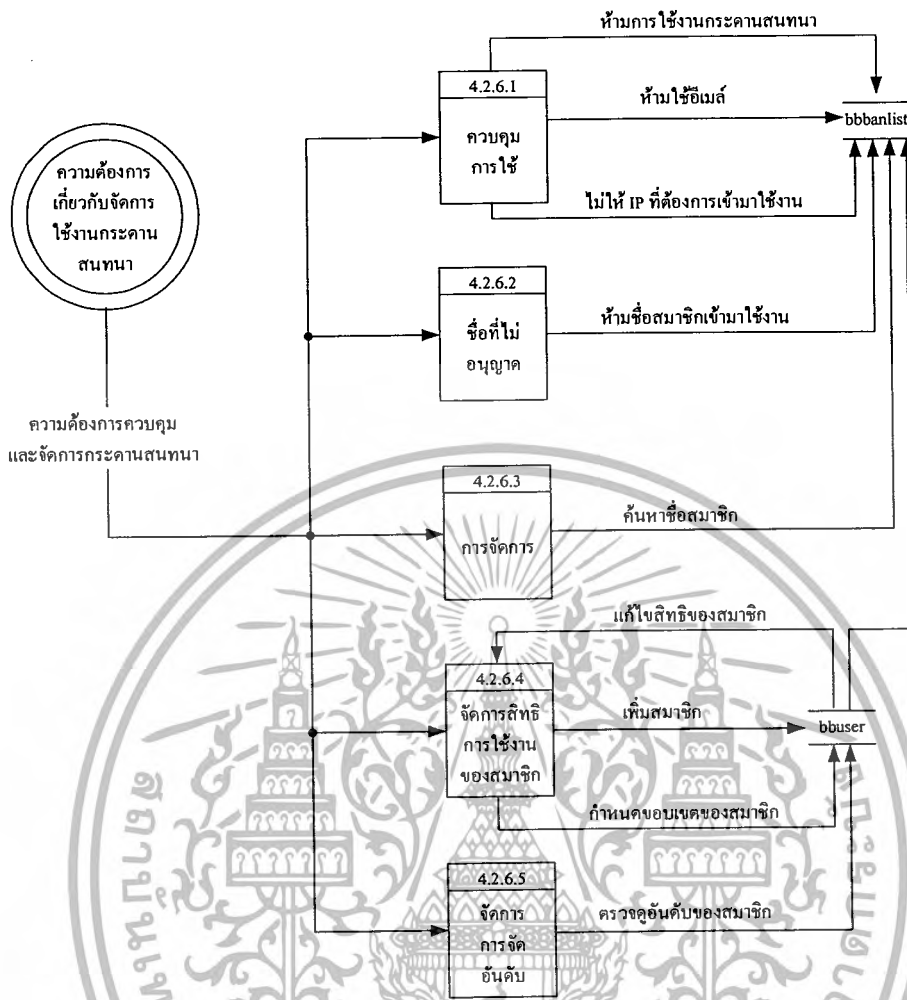 ห้ามการใช้งานกระดานสนทนา
4.2.6.1
ควบคุม
การใช้
ห้ามใช้อีเมล์
bbbanlist
ไม่ให้ IP ที่ต้องการเข้ามาใช้งาน
ความต้องการ
เกี่ยวกับจัดการ
ใช้งานกระดาน
สนทนา
4.2.6.2
ชื่อที่ไม่
อนุญาต
ห้ามชื่อสมาชิกเข้ามาใช้งาน
ความต้องการควบคุม
และจัดการกระดานสนทนา
4.2.6.3
การจัดการ
ค้นหาชื่อสมาชิก
แก้ไขสิทธิของสมาชิก
4.2.6.4
จัดการสิทธิ
การใช้งาน
ของสมาชิก
เพิ่มสมาชิก
bbuser
กำหนดขอบเขตของสมาชิก
4.2.6.5
จัดการ
การจัด
อันดับ
ตรวจดูอันดับของสมาชิก